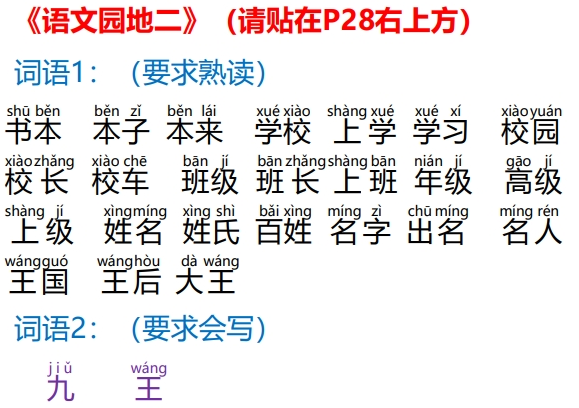 《语文园地二》（请贴在P28右上方）
词语1：（要求熟读）
shū běn běn zǐ běn lái xué xiào shàng xué xué xí xiào yuán
书本 本子 本来 学校 上学 学习 校园
xiào zhǎng xiào chē bān jí bān zhǎng shàng bān nián jí gāo jí
校长 校车 班级 班长 上班 年级 高级
shàng jí xìng míng xìng shì bǎi xìng míng zì chū míng míng rén
上级 姓名 姓氏 百姓 名字 出名 名人
wáng guó wáng hòu dà wáng
王国 王后 大王
词语2：（要求会写）
jiǔ wáng
九 王